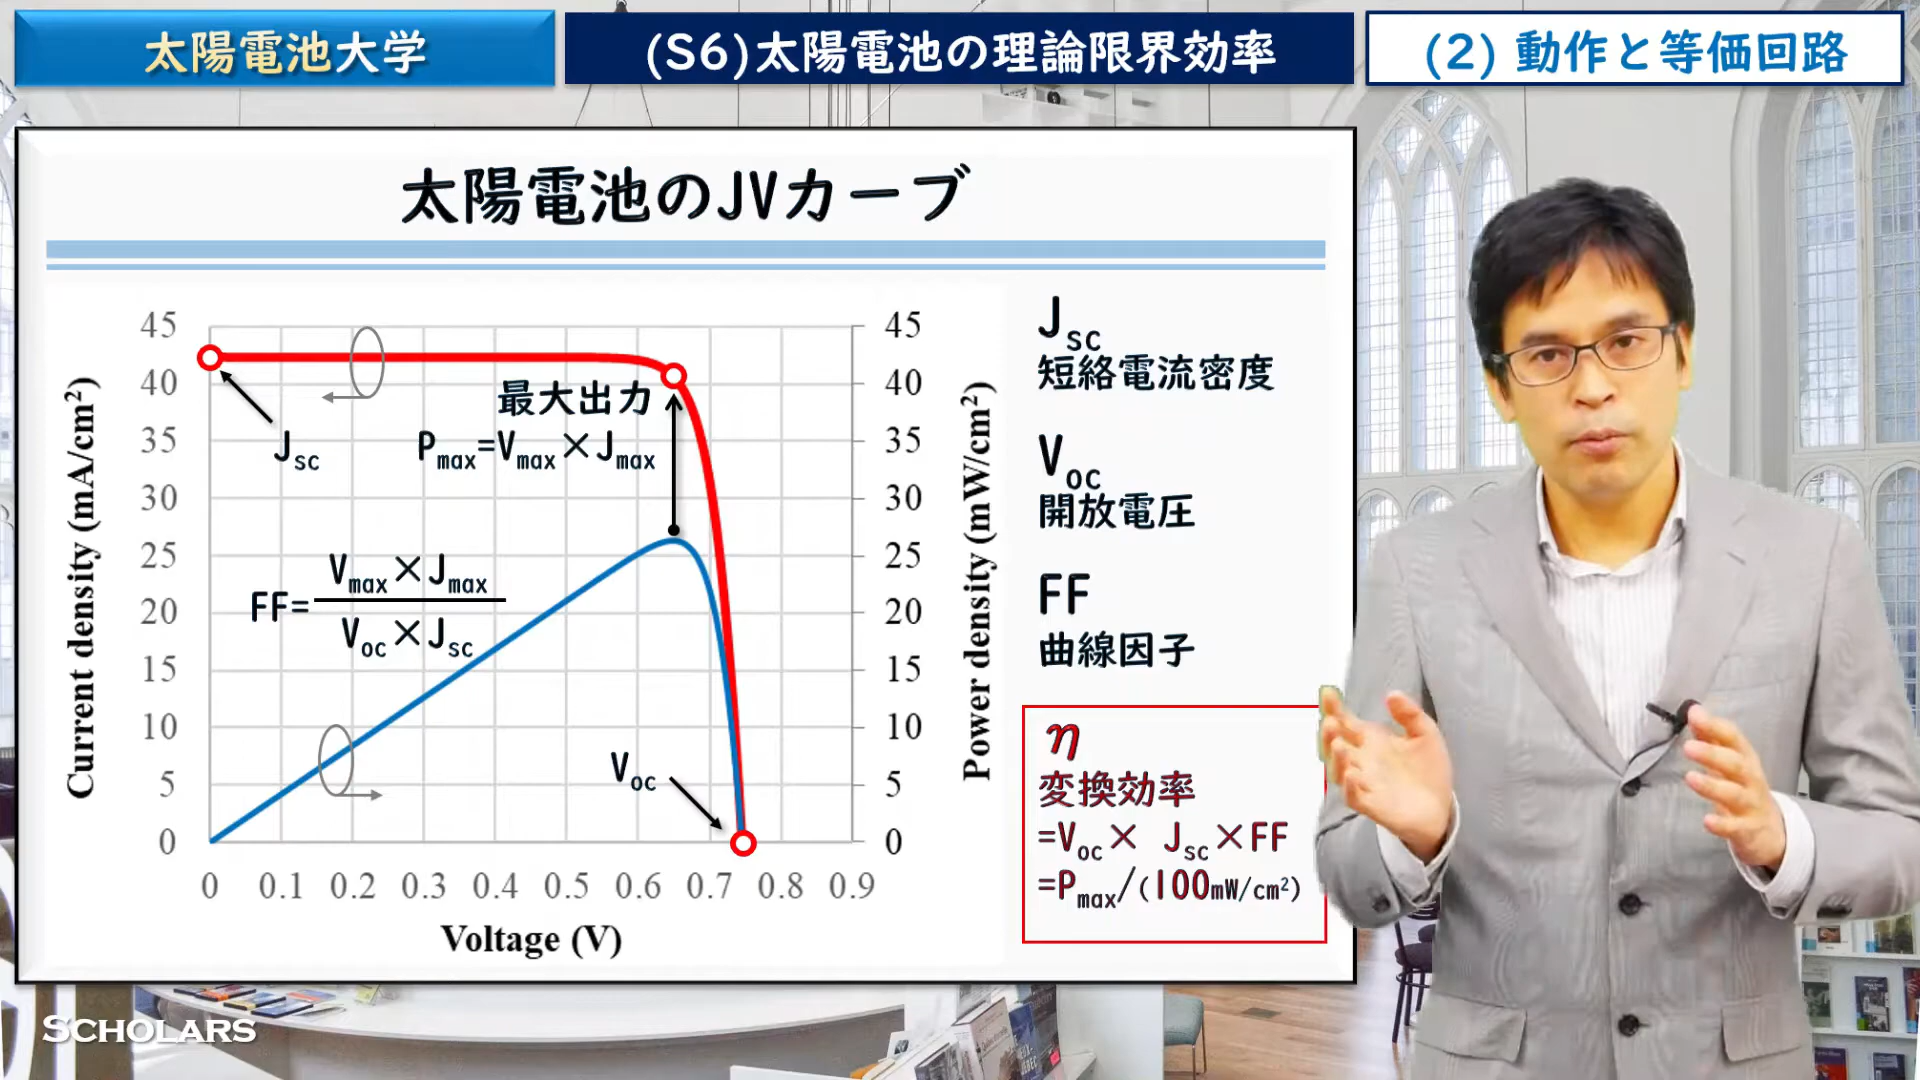 太陽電池大学
(S6)太陽電池の理論限界効率
(2) 動作と等価回路
太陽電池のJVカーブ
Current density (mA/cm²)
45
40
35
30
25
20
15
10
5
0
0 0.1 0.2 0.3 0.4 0.5 0.6 0.7 0.8 0.9
Voltage (V)
45
40
35
30
25
20
15
10
5
0
Power density (mW/cm²)
Jsc
最大出力
Pmax=Vmax×Jmax
FF=
Vmax×Jmax
Voc×Jsc
Voc
Jsc
短絡電流密度
Voc
開放電圧
FF
曲線因子
η
変換効率
=Voc× Jsc×FF
=Pmax/(100mW/cm²)
SCHOLARS